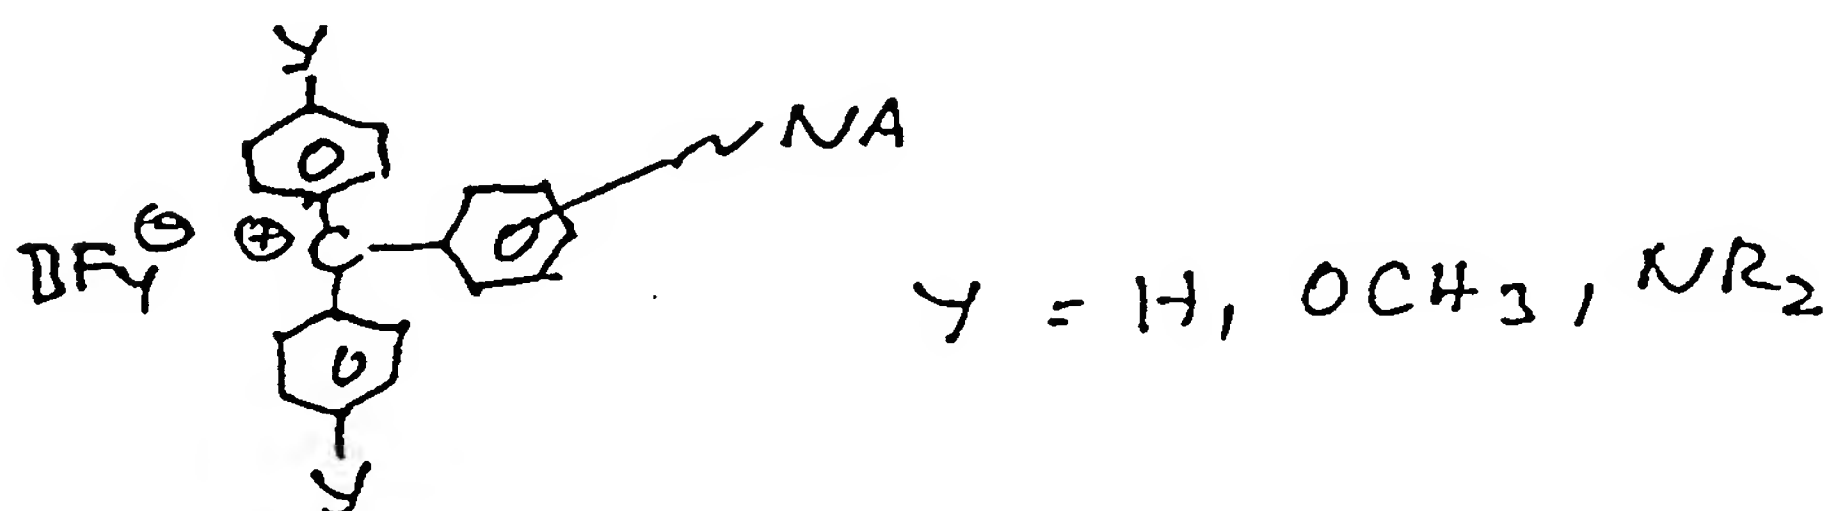 Y
NA
BF4⊖ ⊕ C
Y = H, OCH3, NR2
Y